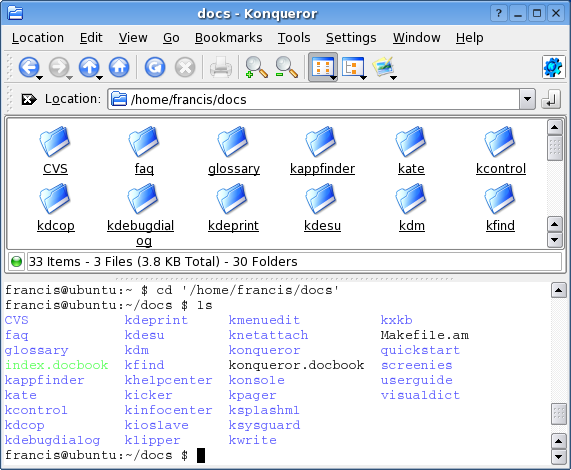 docs - Konqueror
Location Edit View Go Bookmarks Tools Settings Window Help
Location: /home/francis/docs
CVS faq glossary kappfinder kate kcontrol
kdcop kdebugdialog kdeprint kdesu kdm kfind
33 Items - 3 Files (3.8 KB Total) - 30 Folders
francis@ubuntu:~ $ cd '/home/francis/docs'
francis@ubuntu:~/docs $ ls
CVS kdeprint kmenuedit kxkb
faq kdesu knetattach Makefile.am
glossary kdm konqueror quickstart
index.docbook kfind konqueror.docbook screenies
kappfinder khelpcenter konsole userguide
kate kicker kpager visualdict
kcontrol kinfocenter ksplashml
kdcop kioslave ksysguard
kdebugdialog klipper kwrite
francis@ubuntu:~/docs $